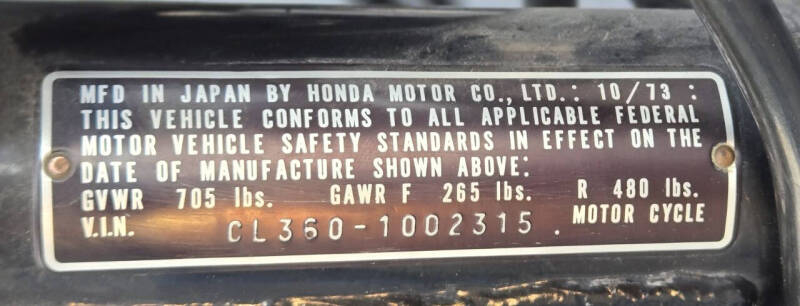 MFD IN JAPAN BY HONDA MOTOR CO., LTD.: 10/73 :
THIS VEHICLE CONFORMS TO ALL APPLICABLE FEDERAL
MOTOR VEHICLE SAFETY STANDARDS IN EFFECT ON THE
DATE OF MANUFACTURE SHOWN ABOVE:
GVWR 705 lbs. GAWR F 265 lbs. R 480 lbs.
V.I.N. CL360-1002315 . MOTOR CYCLE